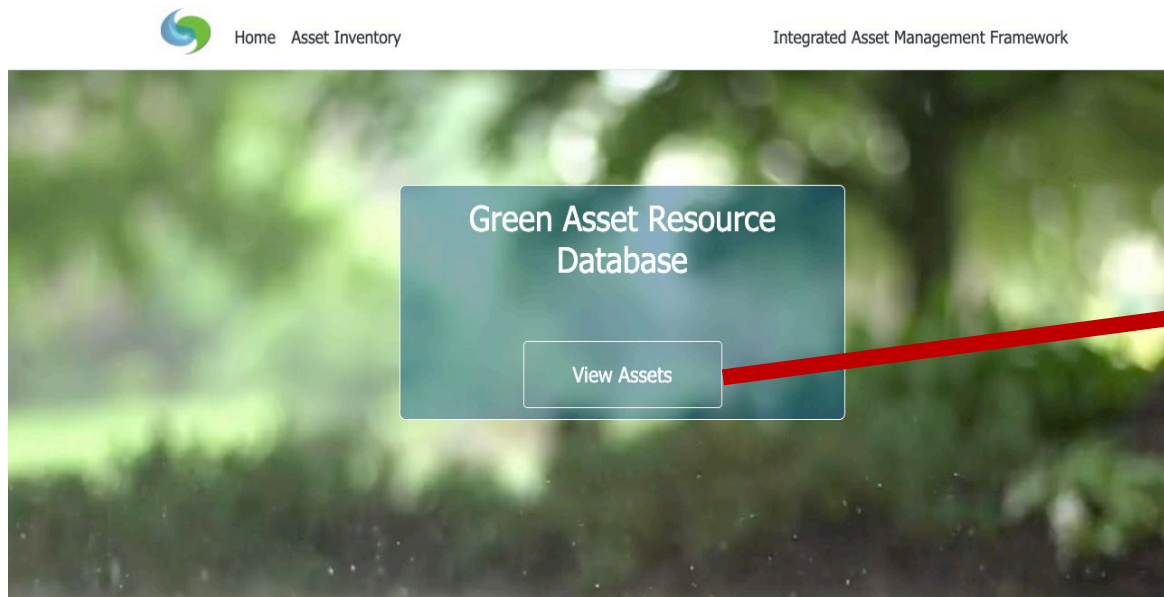 Home Asset Inventory Integrated Asset Management Framework
Green Asset Resource
Database
View Assets